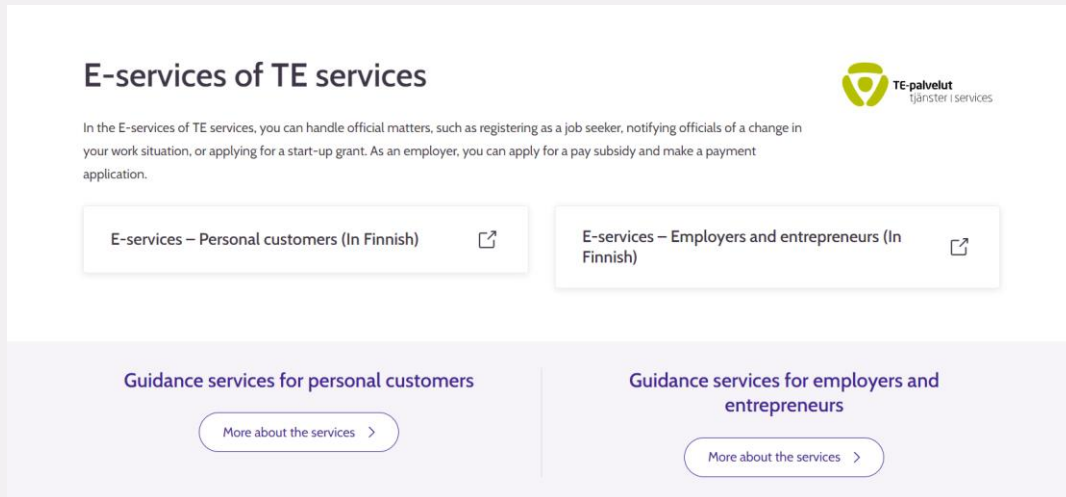 E-services of TE services
TE-palvelut
tjänster | services
In the E-services of TE services, you can handle official matters, such as registering as a job seeker, notifying officials of a change in
your work situation, or applying for a start-up grant. As an employer, you can apply for a pay subsidy and make a payment
application.
E-services – Personal customers (In Finnish)
E-services – Employers and entrepreneurs (In
Finnish)
Guidance services for personal customers
More about the services
Guidance services for employers and
entrepreneurs
More about the services